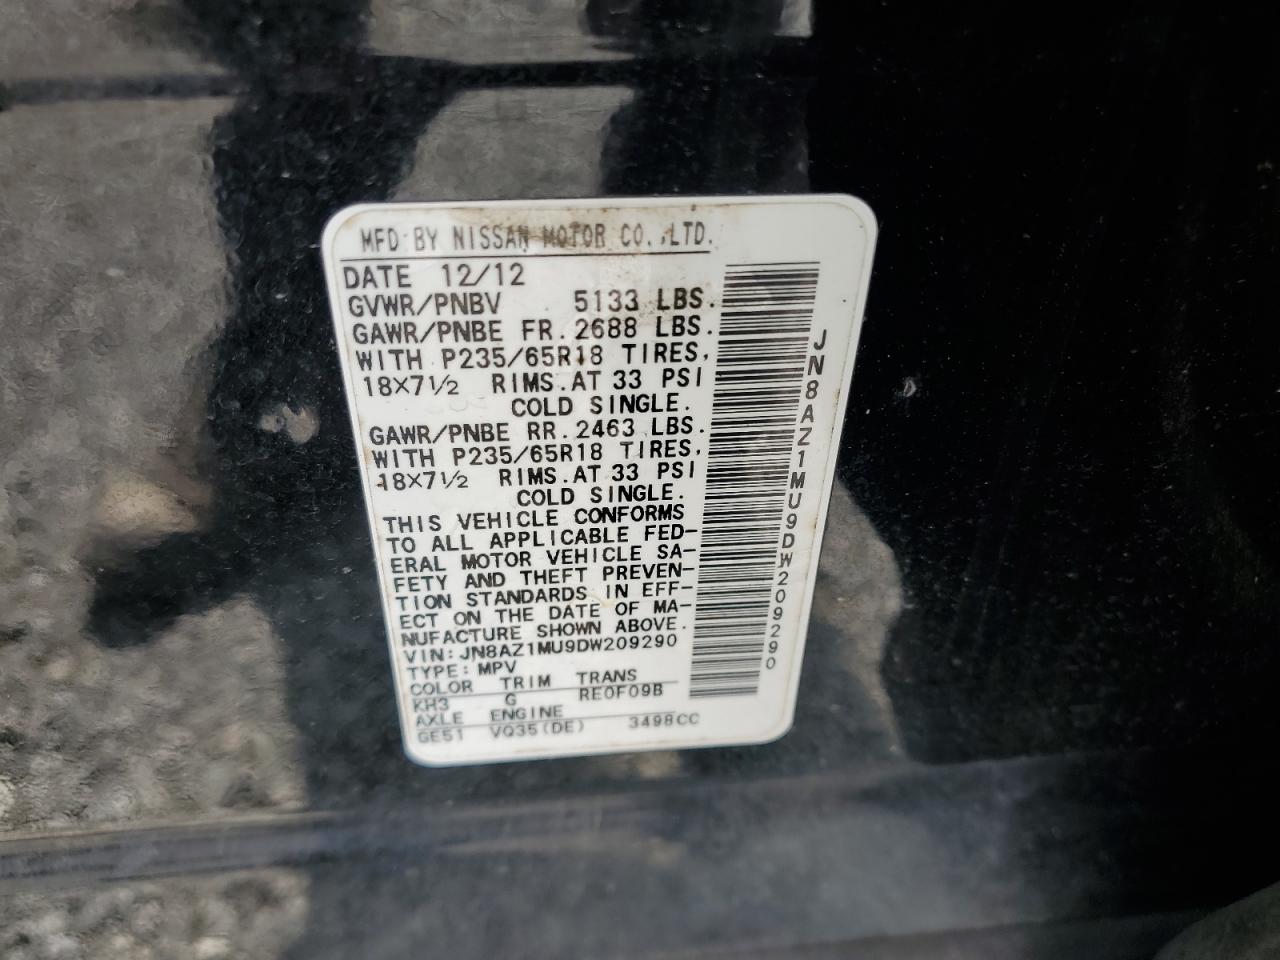 MFD BY NISSAN MOTOR CO.,LTD.
DATE 12/12
GVWR/PNBV 5133 LBS.
GAWR/PNBE FR.2688 LBS.
WITH P235/65R18 TIRES,
18×7½ RIMS.AT 33 PSI
COLD SINGLE.
GAWR/PNBE RR.2463 LBS.
WITH P235/65R18 TIRES,
18×7½ RIMS.AT 33 PSI
COLD SINGLE.
THIS VEHICLE CONFORMS
TO ALL APPLICABLE FED-
ERAL MOTOR VEHICLE SA-
FETY AND THEFT PREVEN-
TION STANDARDS IN EFF-
ECT ON THE DATE OF MA-
NUFACTURE SHOWN ABOVE.
VIN:JN8AZ1MU9DW209290
TYPE:MPV
COLOR TRIM TRANS
KH3 G RE0F09B
AXLE ENGINE
GE51 VQ35(DE) 3498CC
JN8AZ1MU9DW209290